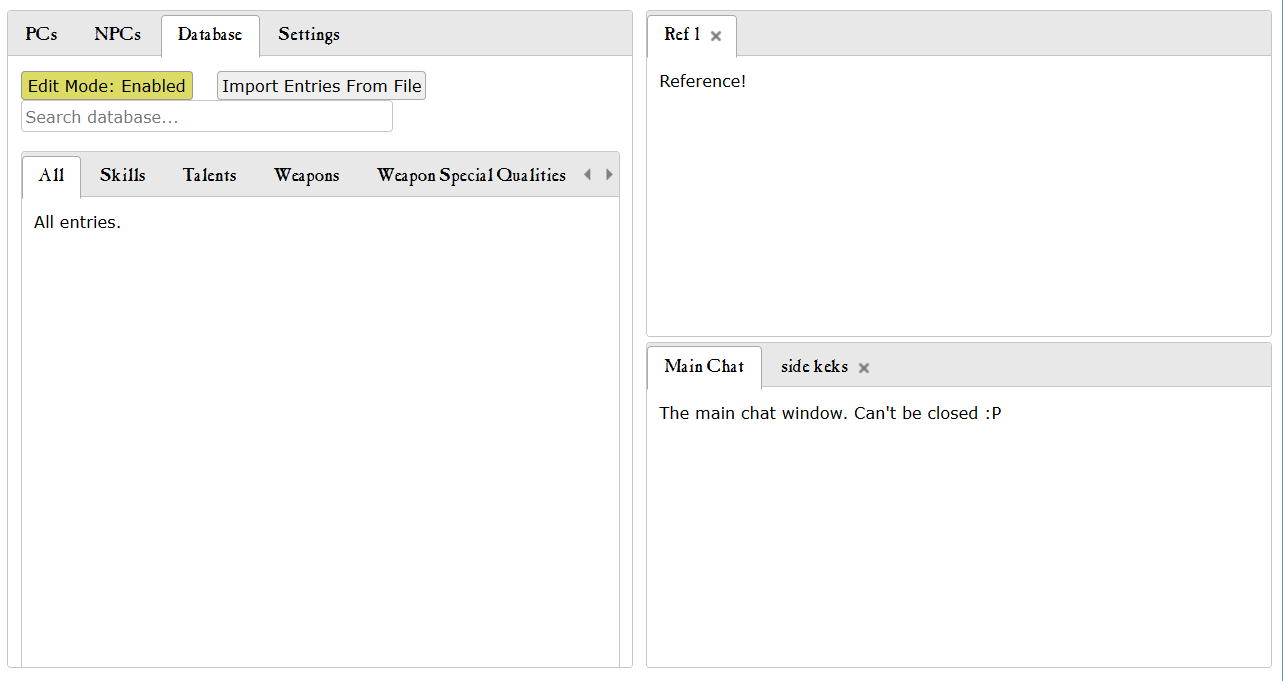 PCs NPCs Database Settings
Edit Mode: Enabled Import Entries From File
Search database...
All Skills Talents Weapons Weapon Special Qualities
All entries.
Ref 1
Reference!
Main Chat side keks
The main chat window. Can't be closed :P